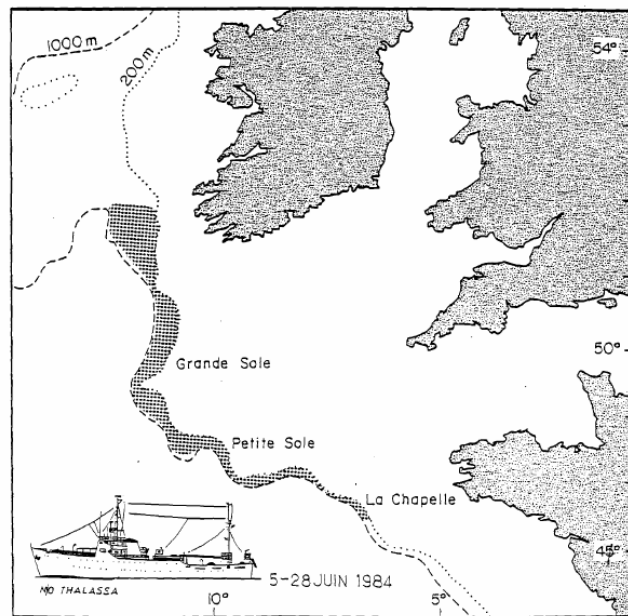 1000 m
200 m
54°
50°
Grande Sole
Petite Sole
La Chapelle
45°
5-28 JUIN 1984
N/O THALASSA
10°
5°